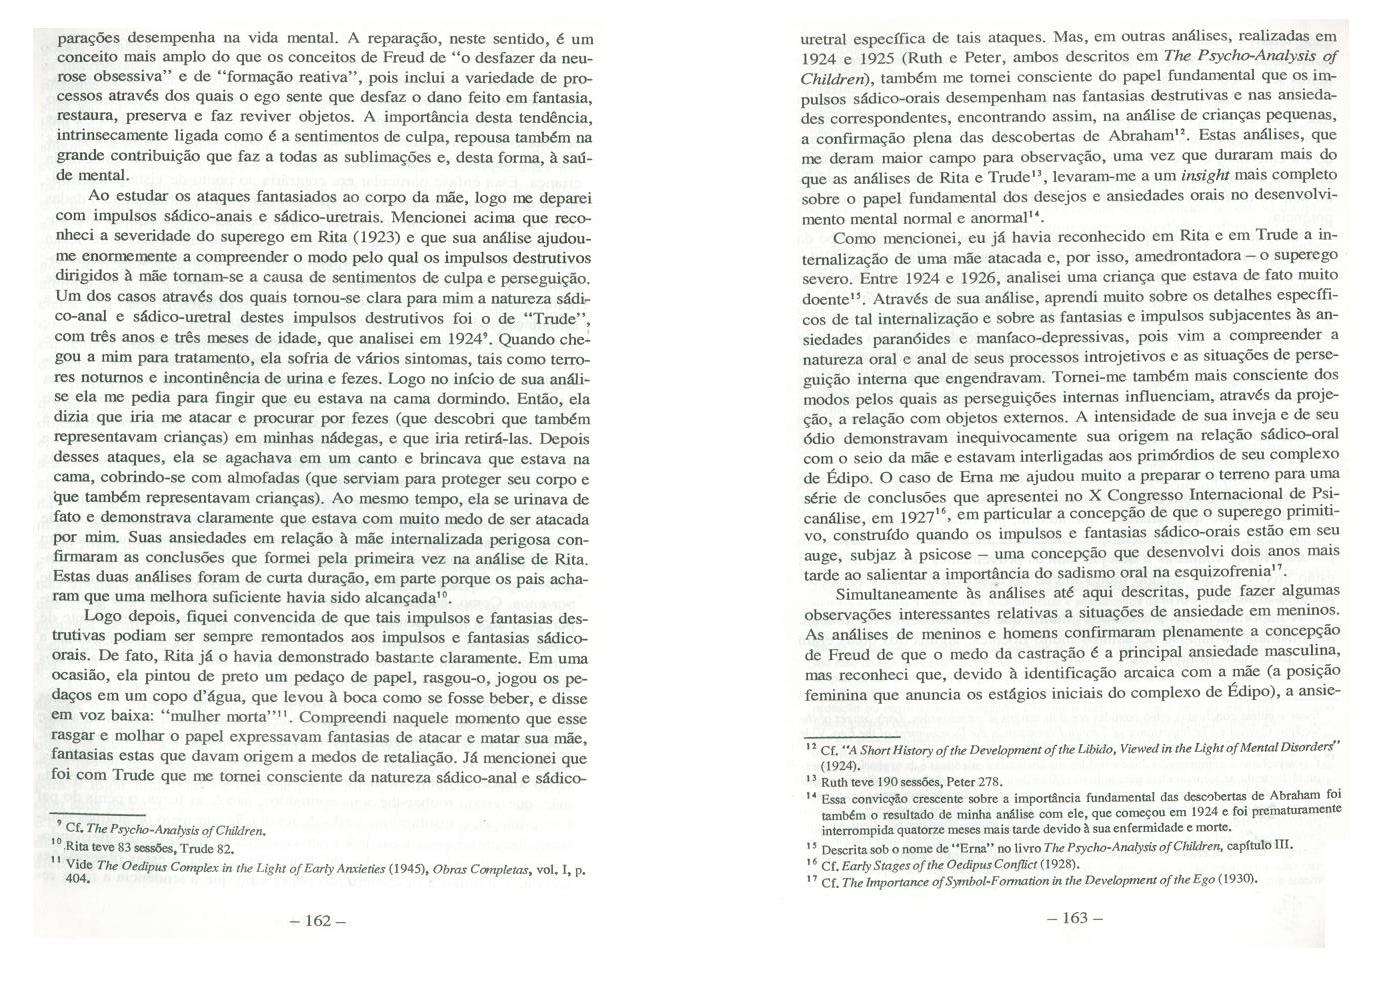 parações desempenha na vida mental. A reparação, neste sentido, é um
conceito mais amplo do que os conceitos de Freud de “o desfazer da neu-
rose obsessiva” e de “formação reativa”, pois inclui a variedade de pro-
cessos através dos quais o ego sente que desfaz o dano feito em fantasia,
restaura, preserva e faz reviver objetos. A importância desta tendência,
intrinsecamente ligada como é a sentimentos de culpa, repousa também na
grande contribuição que faz a todas as sublimações e, desta forma, à saú-
de mental.
Ao estudar os ataques fantasiados ao corpo da mãe, logo me deparei
com impulsos sádico-anais e sádico-uretrais. Mencionei acima que reco-
nheci a severidade do superego em Rita (1923) e que sua análise ajudou-
me enormemente a compreender o modo pelo qual os impulsos destrutivos
dirigidos à mãe tornam-se a causa de sentimentos de culpa e perseguição.
Um dos casos através dos quais tornou-se clara para mim a natureza sádi-
co-anal e sádico-uretral destes impulsos destrutivos foi o de “Trude”,
com três anos e três meses de idade, que analisei em 1924⁹. Quando che-
gou a mim para tratamento, ela sofria de vários sintomas, tais como terro-
res noturnos e incontinência de urina e fezes. Logo no início de sua análi-
se ela me pedia para fingir que eu estava na cama dormindo. Então, ela
dizia que iria me atacar e procurar por fezes (que descobri que também
representavam crianças) em minhas nádegas, e que iria retirá-las. Depois
desses ataques, ela se agachava em um canto e brincava que estava na
cama, cobrindo-se com almofadas (que serviam para proteger seu corpo e
que também representavam crianças). Ao mesmo tempo, ela se urinava de
fato e demonstrava claramente que estava com muito medo de ser atacada
por mim. Suas ansiedades em relação à mãe internalizada perigosa con-
firmaram as conclusões que formei pela primeira vez na análise de Rita.
Estas duas análises foram de curta duração, em parte porque os pais acha-
ram que uma melhora suficiente havia sido alcançada¹⁰.
Logo depois, fiquei convencida de que tais impulsos e fantasias des-
trutivas podiam ser sempre remontados aos impulsos e fantasias sádico-
orais. De fato, Rita já o havia demonstrado bastante claramente. Em uma
ocasião, ela pintou de preto um pedaço de papel, rasgou-o, jogou os pe-
daços em um copo d’água, que levou à boca como se fosse beber, e disse
em voz baixa: “mulher morta”¹¹. Compreendi naquele momento que esse
rasgar e molhar o papel expressavam fantasias de atacar e matar sua mãe,
fantasias estas que davam origem a medos de retaliação. Já mencionei que
foi com Trude que me tornei consciente da natureza sádico-anal e sádico-
⁹ Cf. The Psycho-Analysis of Children.
¹⁰ Rita teve 83 sessões, Trude 82.
¹¹ Vide The Oedipus Complex in the Light of Early Anxieties (1945), Obras Completas, vol. I, p.
404.
– 162 –
uretral específica de tais ataques. Mas, em outras análises, realizadas em
1924 e 1925 (Ruth e Peter, ambos descritos em The Psycho-Analysis of
Children), também me tornei consciente do papel fundamental que os im-
pulsos sádico-orais desempenham nas fantasias destrutivas e nas ansieda-
des correspondentes, encontrando assim, na análise de crianças pequenas,
a confirmação plena das descobertas de Abraham¹². Estas análises, que
me deram maior campo para observação, uma vez que duraram mais do
que as análises de Rita e Trude¹³, levaram-me a um insight mais completo
sobre o papel fundamental dos desejos e ansiedades orais no desenvolvi-
mento mental normal e anormal¹⁴.
Como mencionei, eu já havia reconhecido em Rita e em Trude a in-
ternalização de uma mãe atacada e, por isso, amedrontadora – o superego
severo. Entre 1924 e 1926, analisei uma criança que estava de fato muito
doente¹⁵. Através de sua análise, aprendi muito sobre os detalhes específi-
cos de tal internalização e sobre as fantasias e impulsos subjacentes às an-
siedades paranóides e maníaco-depressivas, pois vim a compreender a
natureza oral e anal de seus processos introjetivos e as situações de perse-
guição interna que engendravam. Tornei-me também mais consciente dos
modos pelos quais as perseguições internas influenciam, através da proje-
ção, a relação com objetos externos. A intensidade de sua inveja e de seu
ódio demonstravam inequivocamente sua origem na relação sádico-oral
com o seio da mãe e estavam interligadas aos primórdios de seu complexo
de Édipo. O caso de Erna me ajudou muito a preparar o terreno para uma
série de conclusões que apresentei no X Congresso Internacional de Psi-
canálise, em 1927¹⁶, em particular a concepção de que o superego primiti-
vo, construído quando os impulsos e fantasias sádico-orais estão em seu
auge, subjaz à psicose – uma concepção que desenvolvi dois anos mais
tarde ao salientar a importância do sadismo oral na esquizofrenia¹⁷.
Simultaneamente às análises até aqui descritas, pude fazer algumas
observações interessantes relativas a situações de ansiedade em meninos.
As análises de meninos e homens confirmaram plenamente a concepção
de Freud de que o medo da castração é a principal ansiedade masculina,
mas reconheci que, devido à identificação arcaica com a mãe (a posição
feminina que anuncia os estágios iniciais do complexo de Édipo), a ansie-
¹² Cf. “A Short History of the Development of the Libido, Viewed in the Light of Mental Disorders”
(1924).
¹³ Ruth teve 190 sessões, Peter 278.
¹⁴ Essa convicção crescente sobre a importância fundamental das descobertas de Abraham foi
também o resultado de minha análise com ele, que começou em 1924 e foi prematuramente
interrompida quatorze meses mais tarde devido à sua enfermidade e morte.
¹⁵ Descrita sob o nome de “Erna” no livro The Psycho-Analysis of Children, capítulo III.
¹⁶ Cf. Early Stages of the Oedipus Conflict (1928).
¹⁷ Cf. The Importance of Symbol-Formation in the Development of the Ego (1930).
– 163 –